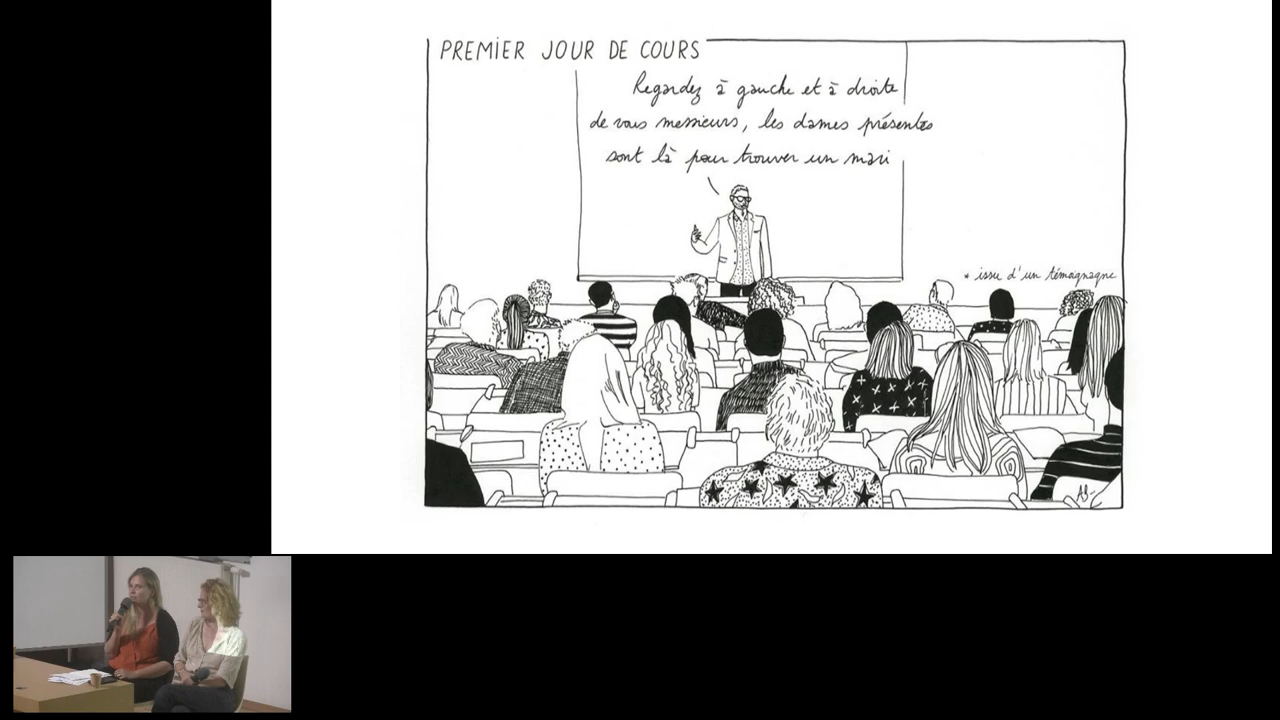 PREMIER JOUR DE COURS
Regardez à gauche et à droite
de vous messieurs, les dames présentes
sont là pour trouver un mari
* issu d'un témoignage